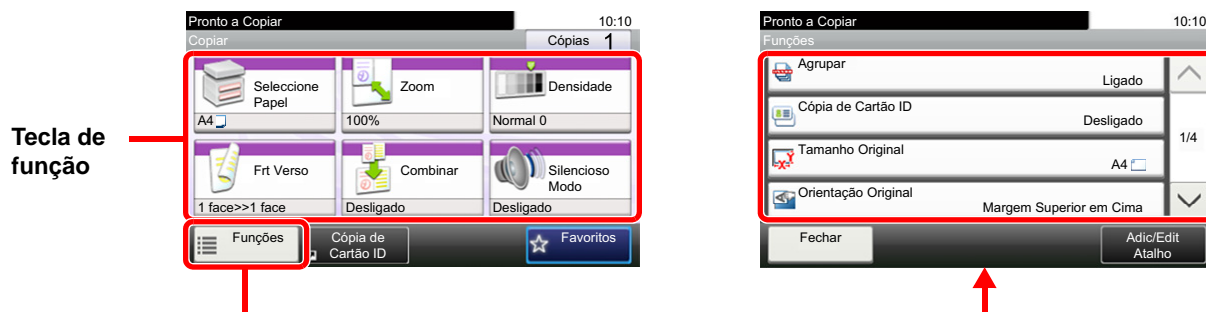 Pronto a Copiar
10:10
Copiar
Cópias 1
Seleccione
Papel
A4
Zoom
100%
Densidade
Normal 0
Tecla de
função
Frt Verso
1 face>>1 face
Combinar
Desligado
Silencioso
Modo
Desligado
Funções
Cópia de
Cartão ID
Favoritos
Pronto a Copiar
10:10
Funções
Agrupar
Ligado
Cópia de Cartão ID
Desligado
1/4
Tamanho Original
A4
Orientação Original
Margem Superior em Cima
Fechar
Adic/Edit
Atalho